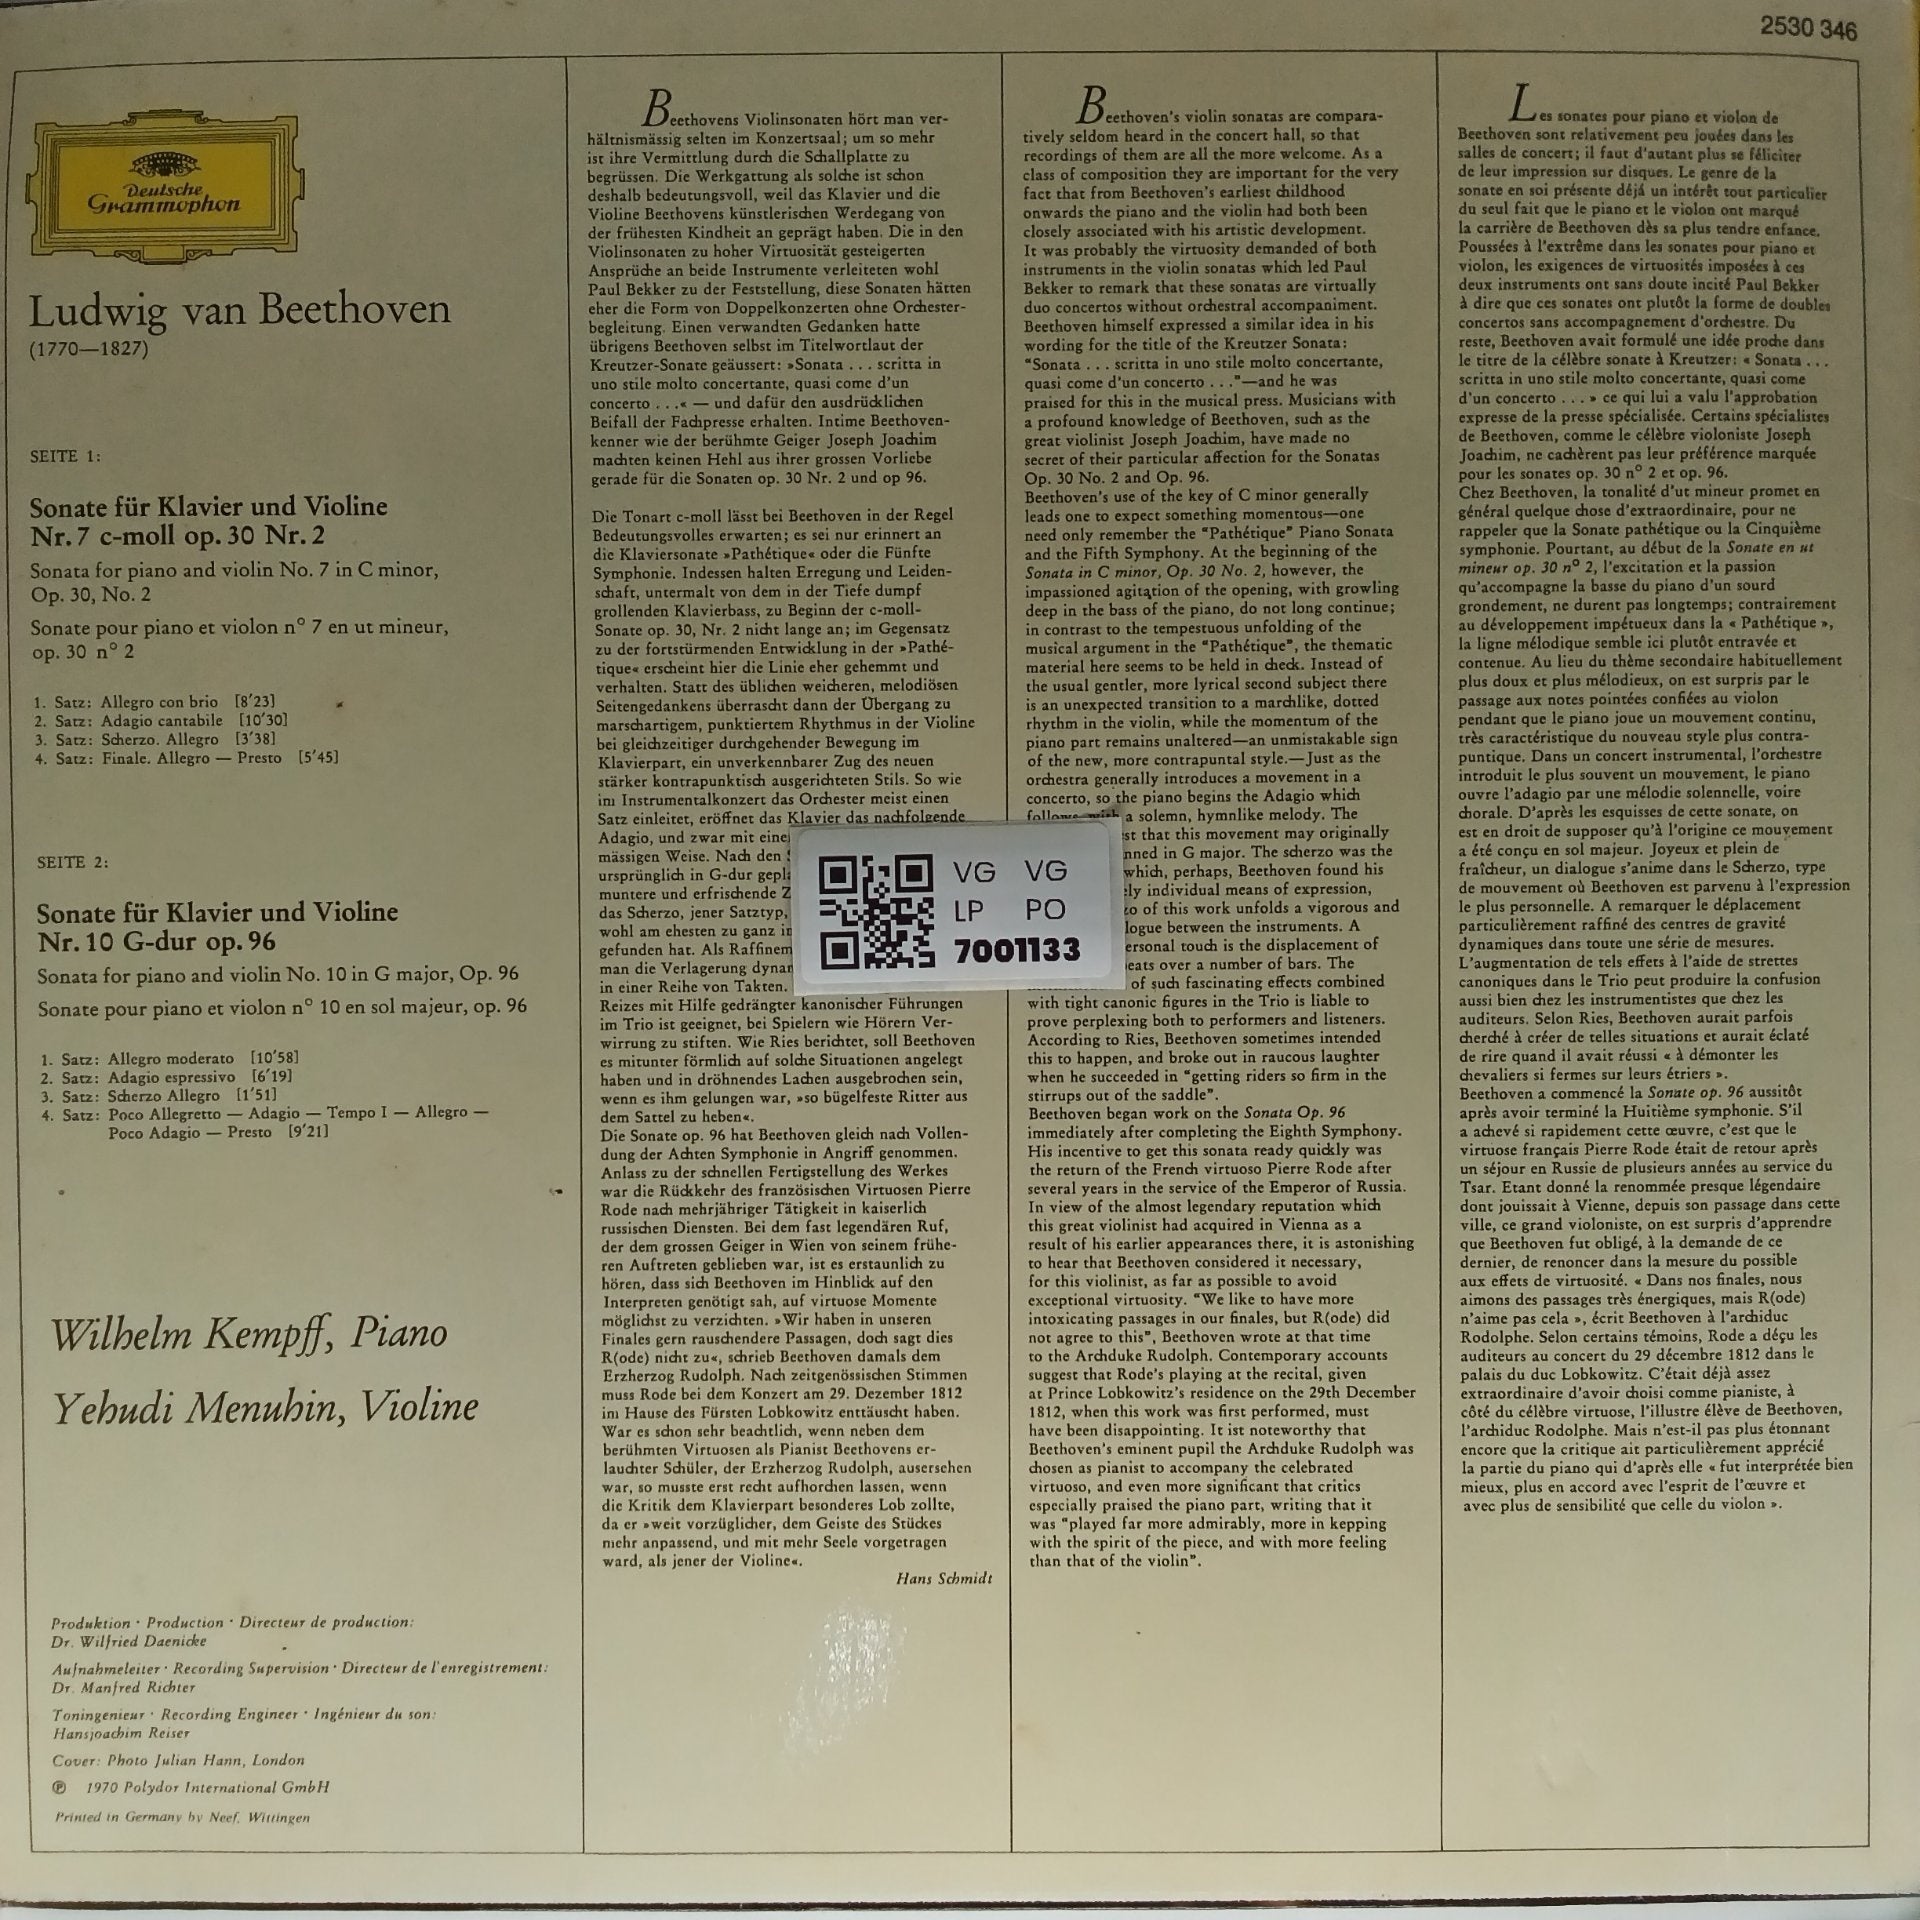 2530 346
Deutsche
Grammophon
Ludwig van Beethoven
(1770—1827)
SEITE 1:
Sonate für Klavier und Violine
Nr. 7 c-moll op. 30 Nr. 2
Sonata for piano and violin No. 7 in C minor,
Op. 30, No. 2
Sonate pour piano et violon n° 7 en ut mineur,
op. 30 n° 2
1. Satz: Allegro con brio [8'23]
2. Satz: Adagio cantabile [10'30]
3. Satz: Scherzo. Allegro [3'38]
4. Satz: Finale. Allegro — Presto [5'45]
SEITE 2:
Sonate für Klavier und Violine
Nr. 10 G-dur op. 96
Sonata for piano and violin No. 10 in G major, Op. 96
Sonate pour piano et violon n° 10 en sol majeur, op. 96
1. Satz: Allegro moderato [10'58]
2. Satz: Adagio espressivo [6'19]
3. Satz: Scherzo Allegro [1'51]
4. Satz: Poco Allegretto — Adagio — Tempo I — Allegro —
Poco Adagio — Presto [9'21]
Wilhelm Kempff, Piano
Yehudi Menuhin, Violine
Produktion · Production · Directeur de production:
Dr. Wilfried Daenicke
Aufnahmeleiter · Recording Supervision · Directeur de l'enregistrement:
Dr. Manfred Richter
Toningenieur · Recording Engineer · Ingénieur du son:
Hansjoachim Reiser
Cover: Photo Julian Hann, London
Ⓟ 1970 Polydor International GmbH
Printed in Germany by Neef, Wittingen
Beethovens Violinsonaten hört man ver-
hältnismässig selten im Konzertsaal; um so mehr
ist ihre Vermittlung durch die Schallplatte zu
begrüssen. Die Werkgattung als solche ist schon
deshalb bedeutungsvoll, weil das Klavier und die
Violine Beethovens künstlerischen Werdegang von
der frühesten Kindheit an geprägt haben. Die in den
Violinsonaten zu hoher Virtuosität gesteigerten
Ansprüche an beide Instrumente verleiteten wohl
Paul Bekker zu der Feststellung, diese Sonaten hätten
eher die Form von Doppelkonzerten ohne Orchester-
begleitung. Einen verwandten Gedanken hatte
übrigens Beethoven selbst im Titelwortlaut der
Kreutzer-Sonate geäussert: »Sonata . . . scritta in
uno stile molto concertante, quasi come d'un
concerto . . .« — und dafür den ausdrücklichen
Beifall der Fachpresse erhalten. Intime Beethoven-
kenner wie der berühmte Geiger Joseph Joachim
machten keinen Hehl aus ihrer grossen Vorliebe
gerade für die Sonaten op. 30 Nr. 2 und op 96.
Die Tonart c-moll lässt bei Beethoven in der Regel
Bedeutungsvolles erwarten; es sei nur erinnert an
die Klaviersonate »Pathétique« oder die Fünfte
Symphonie. Indessen halten Erregung und Leiden-
schaft, untermalt von dem in der Tiefe dumpf
grollenden Klavierbass, zu Beginn der c-moll-
Sonate op. 30, Nr. 2 nicht lange an; im Gegensatz
zu der fortstürmenden Entwicklung in der »Pathé-
tique« erscheint hier die Linie eher gehemmt und
verhalten. Statt des üblichen weicheren, melodiösen
Seitengedankens überrascht dann der Übergang zu
marschartigem, punktiertem Rhythmus in der Violine
bei gleichzeitiger durchgehender Bewegung im
Klavierpart, ein unverkennbarer Zug des neuen
stärker kontrapunktisch ausgerichteten Stils. So wie
im Instrumentalkonzert das Orchester meist einen
Satz einleitet, eröffnet das Klavier das nachfolgende
Adagio, und zwar mit eine
mässigen Weise. Nach den
ursprünglich in G-dur gepl
muntere und erfrischende Z
das Scherzo, jener Satztyp,
wohl am ehesten zu ganz in
gefunden hat. Als Raffinem
man die Verlagerung dynam
in einer Reihe von Takten.
Reizes mit Hilfe gedrängter kanonischer Führungen
im Trio ist geeignet, bei Spielern wie Hörern Ver-
wirrung zu stiften. Wie Ries berichtet, soll Beethoven
es mitunter förmlich auf solche Situationen angelegt
haben und in dröhnendes Lachen ausgebrochen sein,
wenn es ihm gelungen war, »so bügelfeste Ritter aus
dem Sattel zu heben«.
Die Sonate op. 96 hat Beethoven gleich nach Vollen-
dung der Achten Symphonie in Angriff genommen.
Anlass zu der schnellen Fertigstellung des Werkes
war die Rückkehr des französischen Virtuosen Pierre
Rode nach mehrjähriger Tätigkeit in kaiserlich
russischen Diensten. Bei dem fast legendären Ruf,
der dem grossen Geiger in Wien von seinem frühe-
ren Auftreten geblieben war, ist es erstaunlich zu
hören, dass sich Beethoven im Hinblick auf den
Interpreten genötigt sah, auf virtuose Momente
möglichst zu verzichten. »Wir haben in unseren
Finales gern rauschendere Passagen, doch sagt dies
R(ode) nicht zu«, schrieb Beethoven damals dem
Erzherzog Rudolph. Nach zeitgenössischen Stimmen
muss Rode bei dem Konzert am 29. Dezember 1812
im Hause des Fürsten Lobkowitz enttäuscht haben.
War es schon sehr beachtlich, wenn neben dem
berühmten Virtuosen als Pianist Beethovens er-
lauchter Schüler, der Erzherzog Rudolph, ausersehen
war, so musste erst recht aufhorchen lassen, wenn
die Kritik dem Klavierpart besonderes Lob zollte,
da er »weit vorzüglicher, dem Geiste des Stückes
mehr anpassend, und mit mehr Seele vorgetragen
ward, als jener der Violine«.
Hans Schmidt
Beethoven's violin sonatas are compara-
tively seldom heard in the concert hall, so that
recordings of them are all the more welcome. As a
class of composition they are important for the very
fact that from Beethoven's earliest childhood
onwards the piano and the violin had both been
closely associated with his artistic development.
It was probably the virtuosity demanded of both
instruments in the violin sonatas which led Paul
Bekker to remark that these sonatas are virtually
duo concertos without orchestral accompaniment.
Beethoven himself expressed a similar idea in his
wording for the title of the Kreutzer Sonata:
"Sonata . . . scritta in uno stile molto concertante,
quasi come d'un concerto . . ."—and he was
praised for this in the musical press. Musicians with
a profound knowledge of Beethoven, such as the
great violinist Joseph Joachim, have made no
secret of their particular affection for the Sonatas
Op. 30 No. 2 and Op. 96.
Beethoven's use of the key of C minor generally
leads one to expect something momentous—one
need only remember the "Pathétique" Piano Sonata
and the Fifth Symphony. At the beginning of the
Sonata in C minor, Op. 30 No. 2, however, the
impassioned agitation of the opening, with growling
deep in the bass of the piano, do not long continue;
in contrast to the tempestuous unfolding of the
musical argument in the "Pathétique", the thematic
material here seems to be held in check. Instead of
the usual gentler, more lyrical second subject there
is an unexpected transition to a marchlike, dotted
rhythm in the violin, while the momentum of the
piano part remains unaltered—an unmistakable sign
of the new, more contrapuntal style.—Just as the
orchestra generally introduces a movement in a
concerto, so the piano begins the Adagio which
follows with a solemn, hymnlike melody. The
st that this movement may originally
nned in G major. The scherzo was the
which, perhaps, Beethoven found his
ly individual means of expression,
zo of this work unfolds a vigorous and
logue between the instruments. A
ersonal touch is the displacement of
eats over a number of bars. The
of such fascinating effects combined
with tight canonic figures in the Trio is liable to
prove perplexing both to performers and listeners.
According to Ries, Beethoven sometimes intended
this to happen, and broke out in raucous laughter
when he succeeded in "getting riders so firm in the
stirrups out of the saddle".
Beethoven began work on the Sonata Op. 96
immediately after completing the Eighth Symphony.
His incentive to get this sonata ready quickly was
the return of the French virtuoso Pierre Rode after
several years in the service of the Emperor of Russia.
In view of the almost legendary reputation which
this great violinist had acquired in Vienna as a
result of his earlier appearances there, it is astonishing
to hear that Beethoven considered it necessary,
for this violinist, as far as possible to avoid
exceptional virtuosity. "We like to have more
intoxicating passages in our finales, but R(ode) did
not agree to this", Beethoven wrote at that time
to the Archduke Rudolph. Contemporary accounts
suggest that Rode's playing at the recital, given
at Prince Lobkowitz's residence on the 29th December
1812, when this work was first performed, must
have been disappointing. It ist noteworthy that
Beethoven's eminent pupil the Archduke Rudolph was
chosen as pianist to accompany the celebrated
virtuoso, and even more significant that critics
especially praised the piano part, writing that it
was "played far more admirably, more in kepping
with the spirit of the piece, and with more feeling
than that of the violin".
Les sonates pour piano et violon de
Beethoven sont relativement peu jouées dans les
salles de concert; il faut d'autant plus se féliciter
de leur impression sur disques. Le genre de la
sonate en soi présente déjá un intérêt tout particulier
du seul fait que le piano et le violon ont marqué
la carrière de Beethoven dès sa plus tendre enfance.
Poussées à l'extrême dans les sonates pour piano et
violon, les exigences de virtuosités imposées à ces
deux instruments ont sans doute incité Paul Bekker
à dire que ces sonates ont plutôt la forme de doubles
concertos sans accompagnement d'orchestre. Du
reste, Beethoven avait formulé une idée proche dans
le titre de la célèbre sonate à Kreutzer: « Sonata . . .
scritta in uno stile molto concertante, quasi come
d'un concerto . . . » ce qui lui a valu l'approbation
expresse de la presse spécialisée. Certains spécialistes
de Beethoven, comme le célèbre violoniste Joseph
Joachim, ne cachèrent pas leur préférence marquée
pour les sonates op. 30 n° 2 et op. 96.
Chez Beethoven, la tonalité d'ut mineur promet en
général quelque chose d'extraordinaire, pour ne
rappeler que la Sonate pathétique ou la Cinquième
symphonie. Pourtant, au début de la Sonate en ut
mineur op. 30 n° 2, l'excitation et la passion
qu'accompagne la basse du piano d'un sourd
grondement, ne durent pas longtemps; contrairement
au développement impétueux dans la « Pathétique »,
la ligne mélodique semble ici plutôt entravée et
contenue. Au lieu du thème secondaire habituellement
plus doux et plus mélodieux, on est surpris par le
passage aux notes pointées confiées au violon
pendant que le piano joue un mouvement continu,
très caractéristique du nouveau style plus contra-
puntique. Dans un concert instrumental, l'orchestre
introduit le plus souvent un mouvement, le piano
ouvre l'adagio par une mélodie solennelle, voire
chorale. D'après les esquisses de cette sonate, on
est en droit de supposer qu'à l'origine ce mouvement
a été conçu en sol majeur. Joyeux et plein de
fraîcheur, un dialogue s'anime dans le Scherzo, type
de mouvement où Beethoven est parvenu à l'expression
le plus personnelle. A remarquer le déplacement
particulièrement raffiné des centres de gravité
dynamiques dans toute une série de mesures.
L'augmentation de tels effets à l'aide de strettes
canoniques dans le Trio peut produire la confusion
aussi bien chez les instrumentistes que chez les
auditeurs. Selon Ries, Beethoven aurait parfois
cherché à créer de telles situations et aurait éclaté
de rire quand il avait réussi « à démonter les
chevaliers si fermes sur leurs étriers ».
Beethoven a commencé la Sonate op. 96 aussitôt
après avoir terminé la Huitième symphonie. S'il
a achevé si rapidement cette œuvre, c'est que le
virtuose français Pierre Rode était de retour après
un séjour en Russie de plusieurs années au service du
Tsar. Etant donné la renommée presque légendaire
dont jouissait à Vienne, depuis son passage dans cette
ville, ce grand violoniste, on est surpris d'apprendre
que Beethoven fut obligé, à la demande de ce
dernier, de renoncer dans la mesure du possible
aux effets de virtuosité. « Dans nos finales, nous
aimons des passages très énergiques, mais R(ode)
n'aime pas cela », écrit Beethoven à l'archiduc
Rodolphe. Selon certains témoins, Rode a déçu les
auditeurs au concert du 29 décembre 1812 dans le
palais du duc Lobkowitz. C'était déjà assez
extraordinaire d'avoir choisi comme pianiste, à
côté du célèbre virtuose, l'illustre élève de Beethoven,
l'archiduc Rodolphe. Mais n'est-il pas plus étonnant
encore que la critique ait particulièrement apprécié
la partie du piano qui d'après elle « fut interprétée bien
mieux, plus en accord avec l'esprit de l'œuvre et
avec plus de sensibilité que celle du violon ».
VG VG
LP PO
7001133